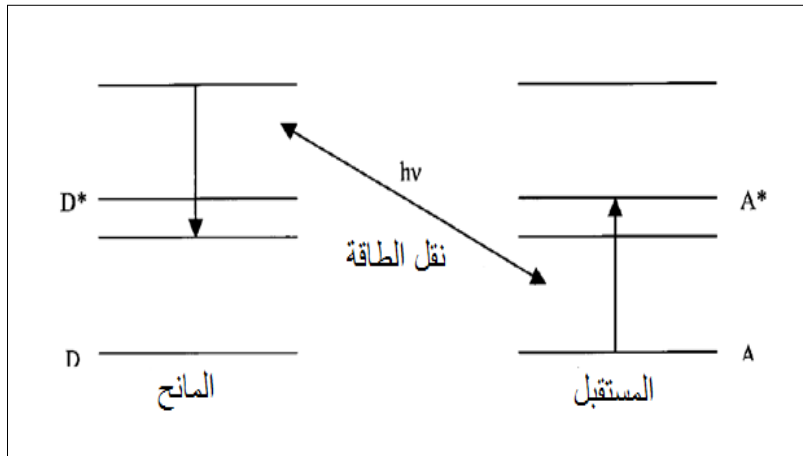 hν
D*
A*
نقل الطاقة
D
A
المانح
المستقبل